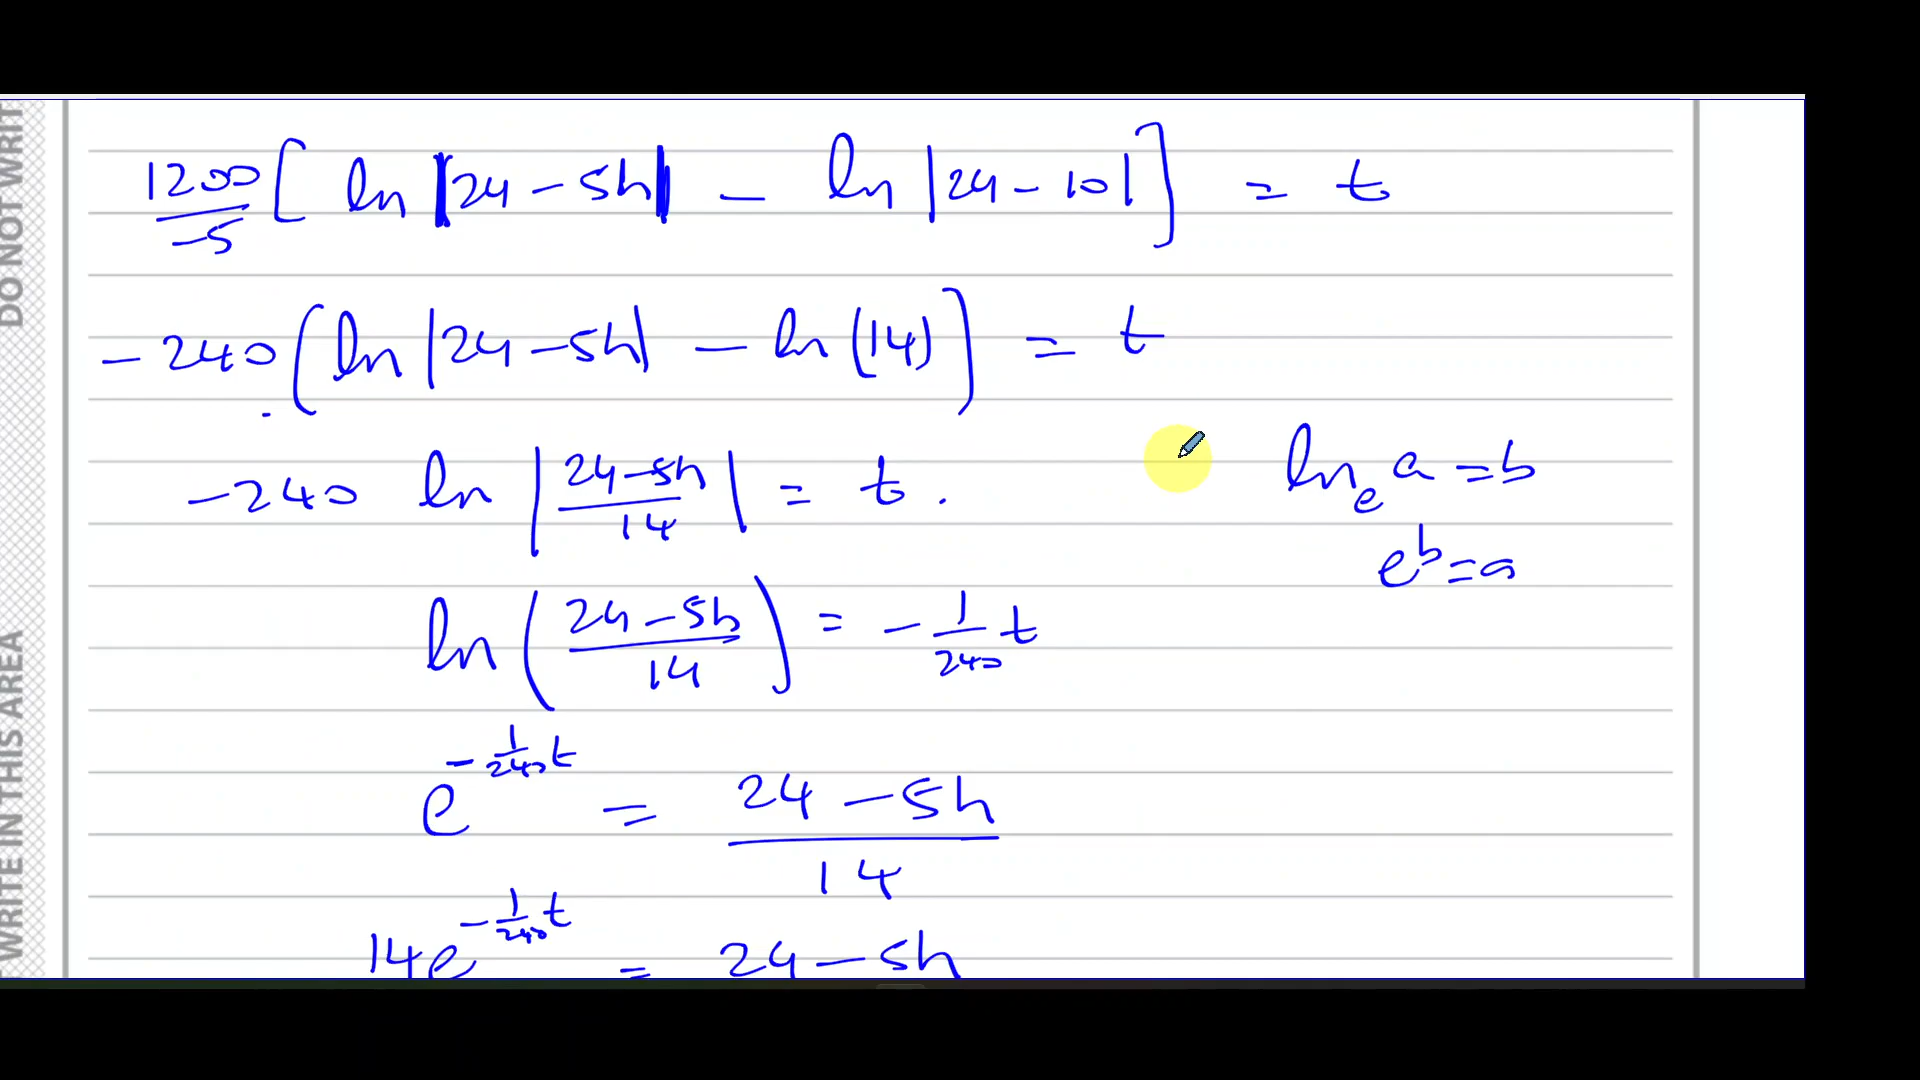 DO NOT WRIT
WRITE IN THIS AREA
1200/-5 [ ln |24 - 5h| - ln |24 - 10| ] = t
-240 ( ln |24 - 5h| - ln (14) ) = t
-240 ln | (24-5h)/14 | = t .
ln ( (24-5h)/14 ) = - 1/240 t
e^(-1/240 t) = (24 - 5h)/14
14e^(-1/240 t) = 24 - 5h
ln_e a = b
e^b = a